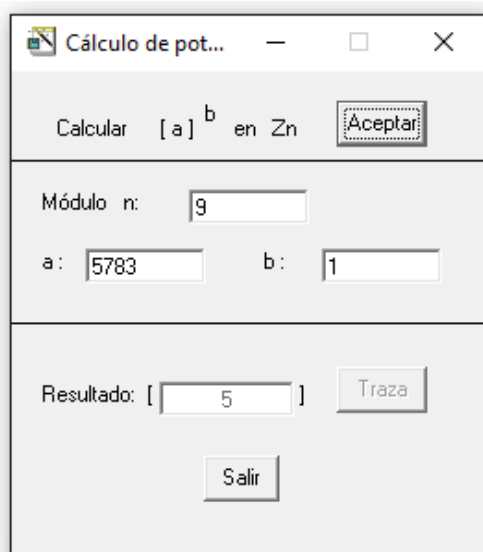 Cálculo de pot...
Calcular [a] b en Zn Aceptar
Módulo n: 9
a: 5783 b: 1
Resultado: [ 5 ] Traza
Salir